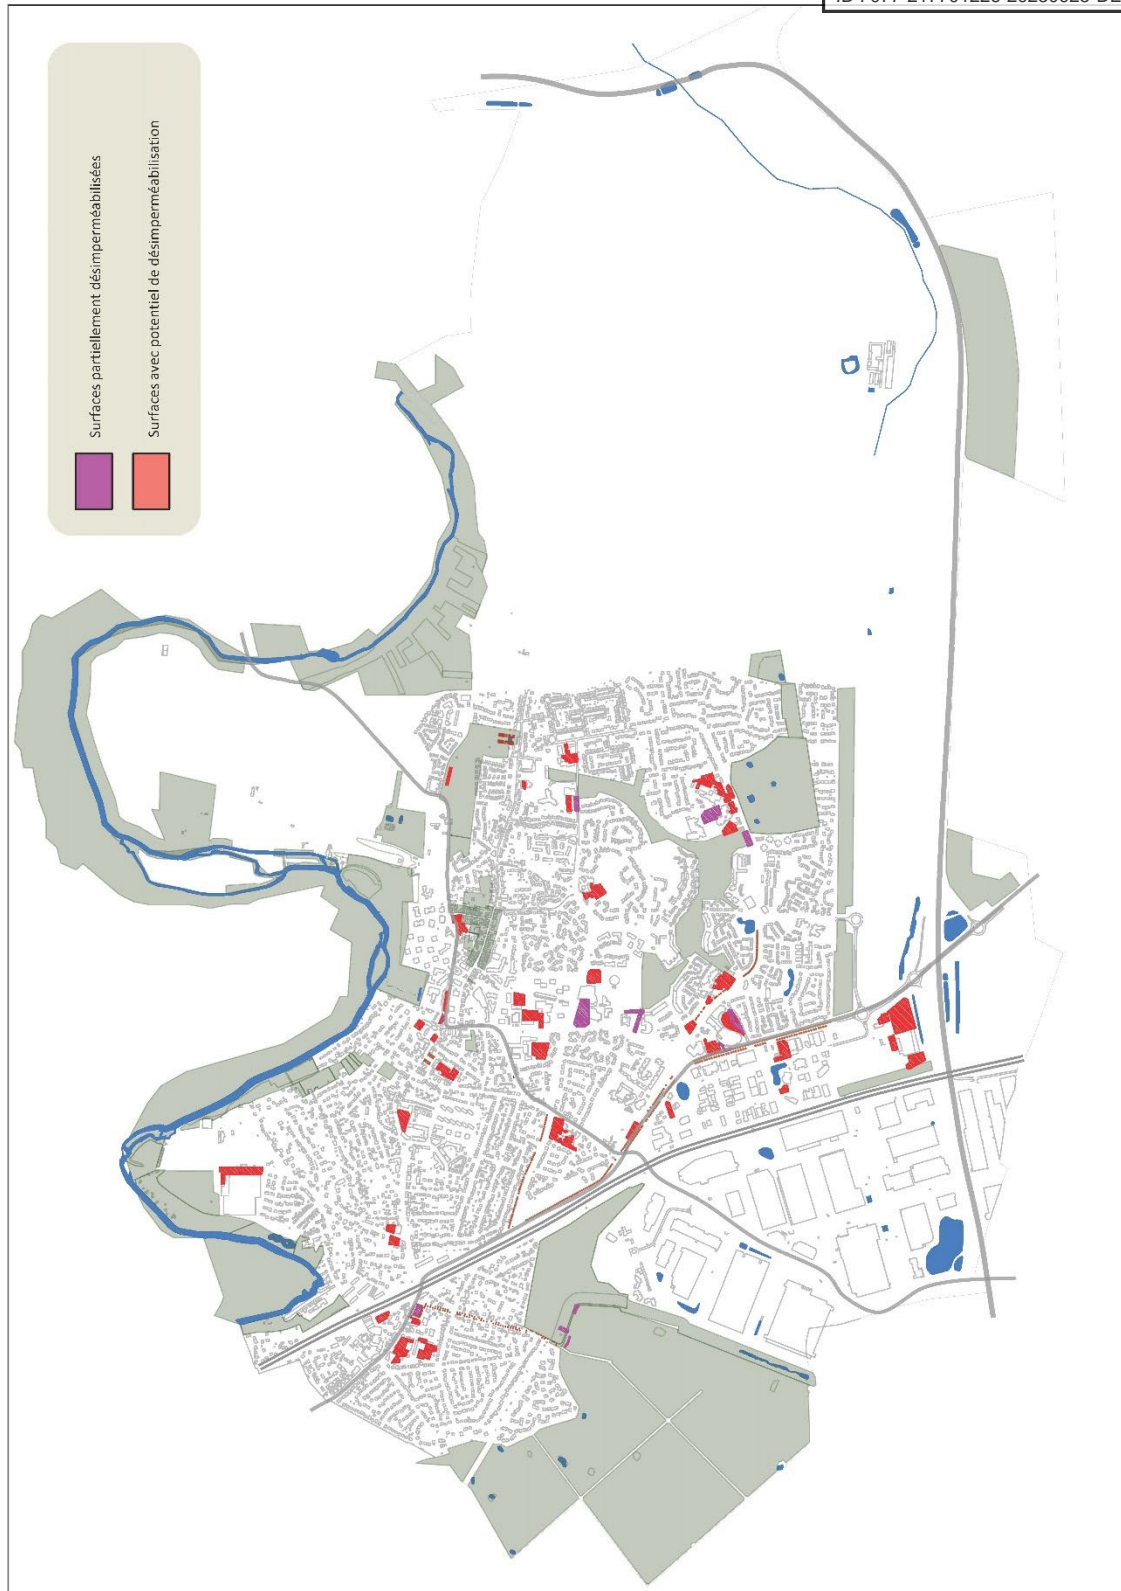 Surfaces partiellement désimperméabilisées
Surfaces avec potentiel de désimperméabilisation